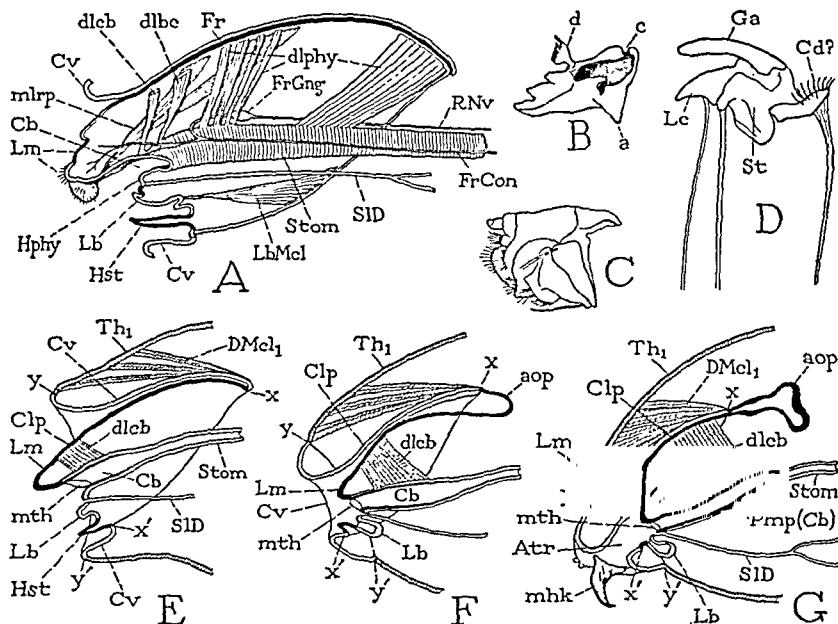 dlcb
dlbc
Fr
dlphy
Cv
FrGng
mlrp
RNv
Cb
Lm
FrCon
Hphy
Lb
Stom
SlD
LbMcl
Hst
Cv
A
d
c
a
B
C
Ga
Cd?
Lc
St
D
Th1
Cv
DMcl1
y
x
Clp
dlcb
Lm
Stom
Cb
mth
SlD
Lb
x'
Hst
Cv
y'
E
Th1
x
aop
Clp
y
dlcb
Lm
Cb
Cv
mth
Lb
x'
y'
F
Th1
DMcl1
aop
Clp
x
dlcb
Lm
Stom
mth
Pmp(Cb)
Atr
SlD
mhk
x'
y'
Lb
G